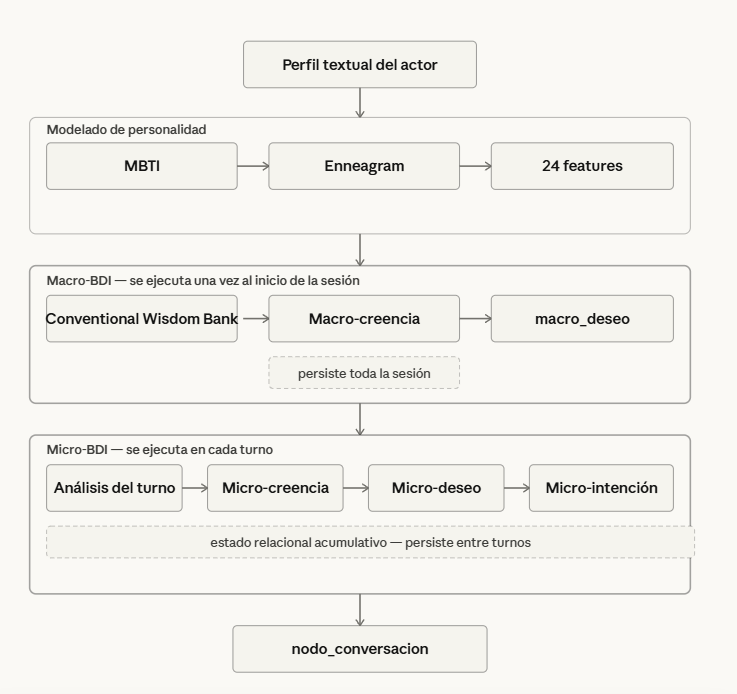 Perfil textual del actor
Modelado de personalidad
MBTI
Enneagram
24 features
Macro-BDI — se ejecuta una vez al inicio de la sesión
Conventional Wisdom Bank
Macro-creencia
macro_deseo
persiste toda la sesión
Micro-BDI — se ejecuta en cada turno
Análisis del turno
Micro-creencia
Micro-deseo
Micro-intención
estado relacional acumulativo — persiste entre turnos
nodo_conversacion